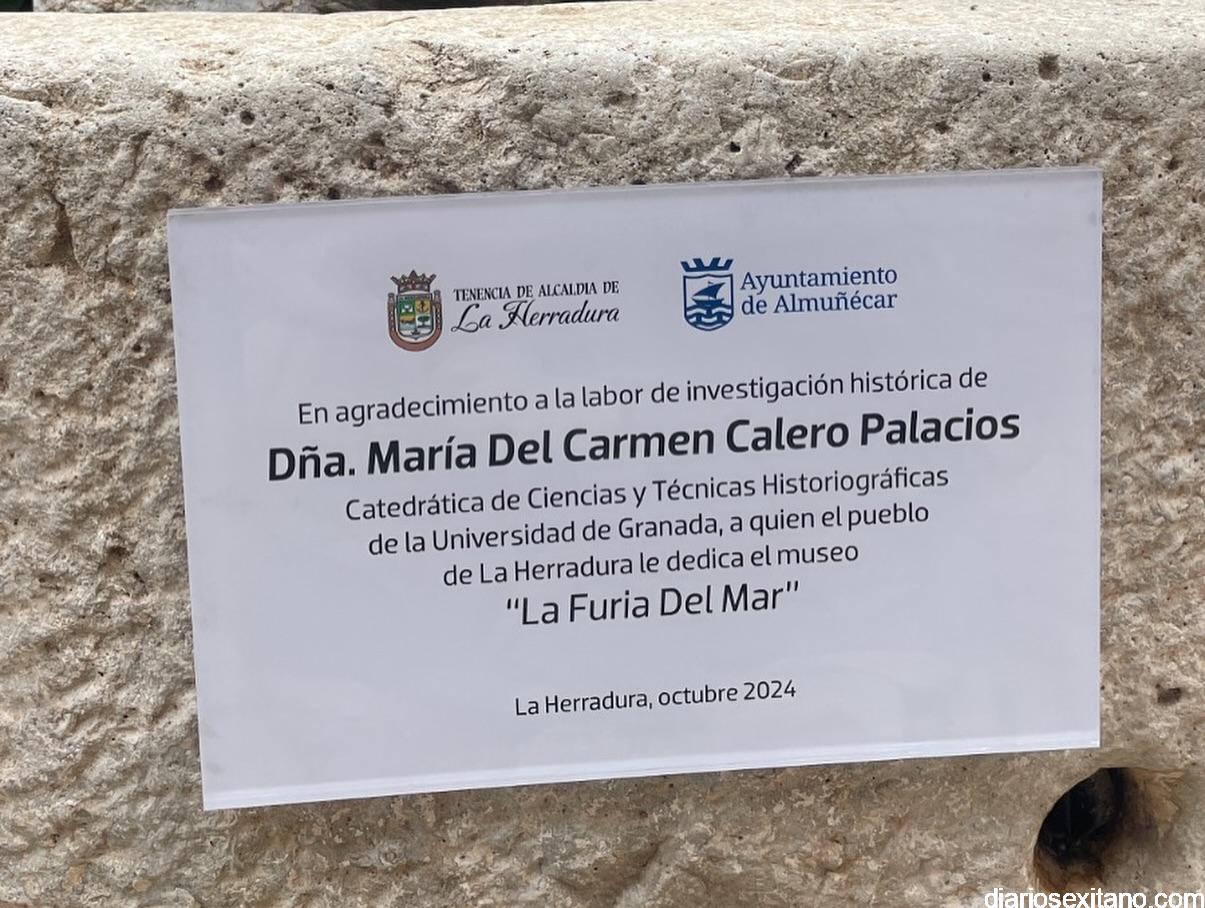 TENENCIA DE ALCALDIA DE
La Herradura
Ayuntamiento
de Almuñécar
En agradecimiento a la labor de investigación histórica de
Dña. María Del Carmen Calero Palacios
Catedrática de Ciencias y Técnicas Historiográficas
de la Universidad de Granada, a quien el pueblo
de La Herradura le dedica el museo
“La Furia Del Mar”
La Herradura, octubre 2024
diariosexitano.com